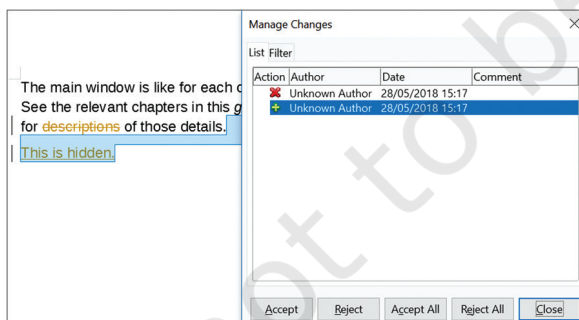 Manage Changes
List Filter
Action Author Date Comment
Unknown Author 28/05/2018 15:17
Unknown Author 28/05/2018 15:17
The main window is like for each
See the relevant chapters in this
for descriptions of those details.
This is hidden.
Accept Reject Accept All Reject All Close